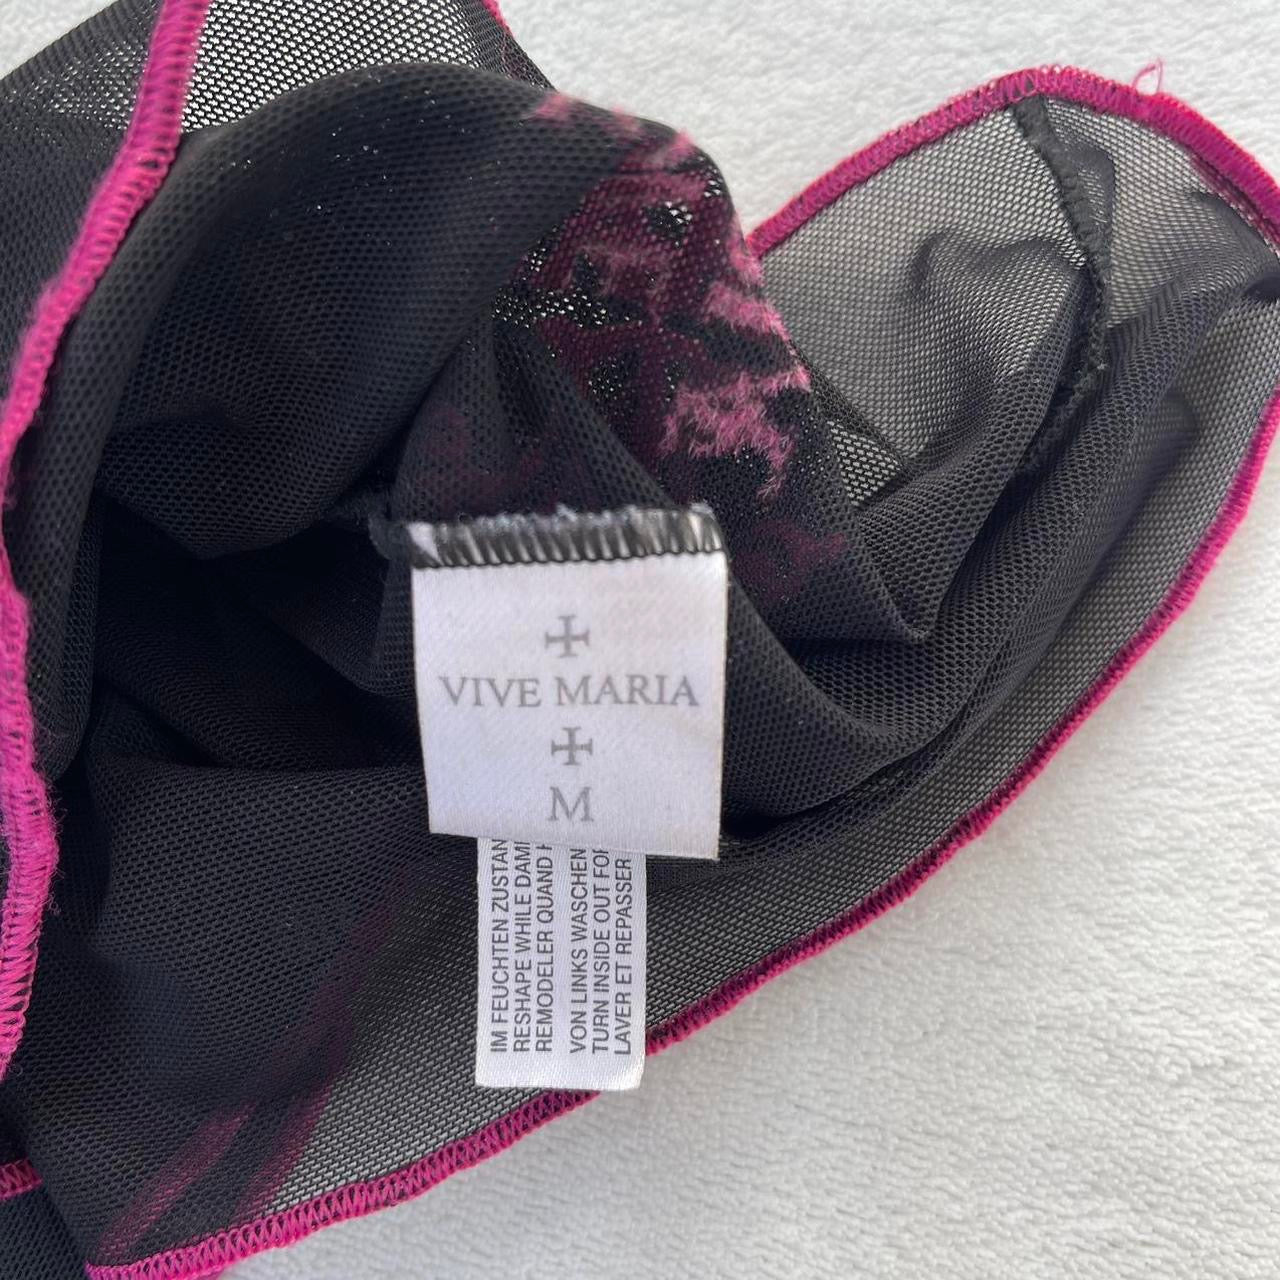 VIVE MARIA
M
IM FEUCHTEN ZUSTAN
RESHAPE WHILE DAM
REMODELER QUAND
VON LINKS WASCHEN
TURN INSIDE OUT FOR
LAVER ET REPASSER